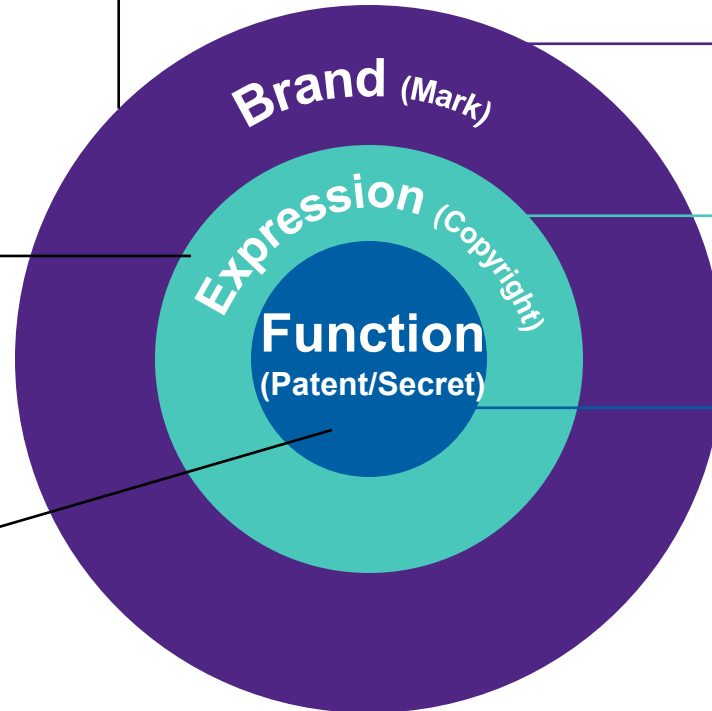 Brand (Mark)
Expression (Copyright)
Function
(Patent/Secret)